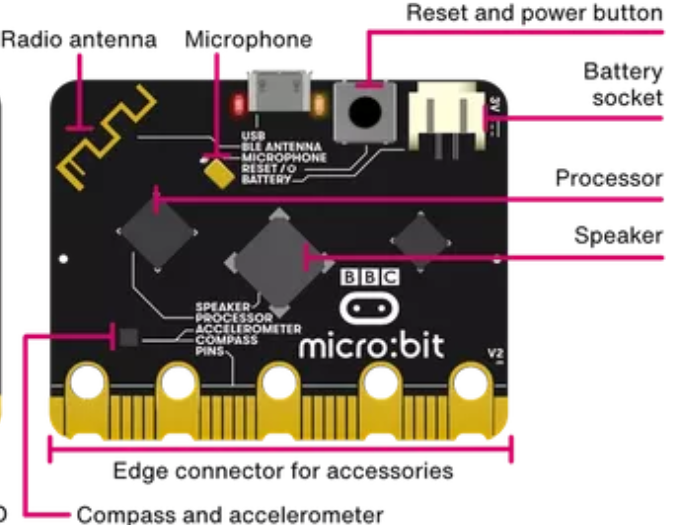 Reset and power button
Radio antenna
Microphone
Battery
socket
3V
USB
BLE ANTENNA
MICROPHONE
RESET /
BATTERY
Processor
Speaker
BBC
SPEAKER
PROCESSOR
ACCELEROMETER
COMPASS
PINS
micro:bit
V2
Edge connector for accessories
Compass and accelerometer